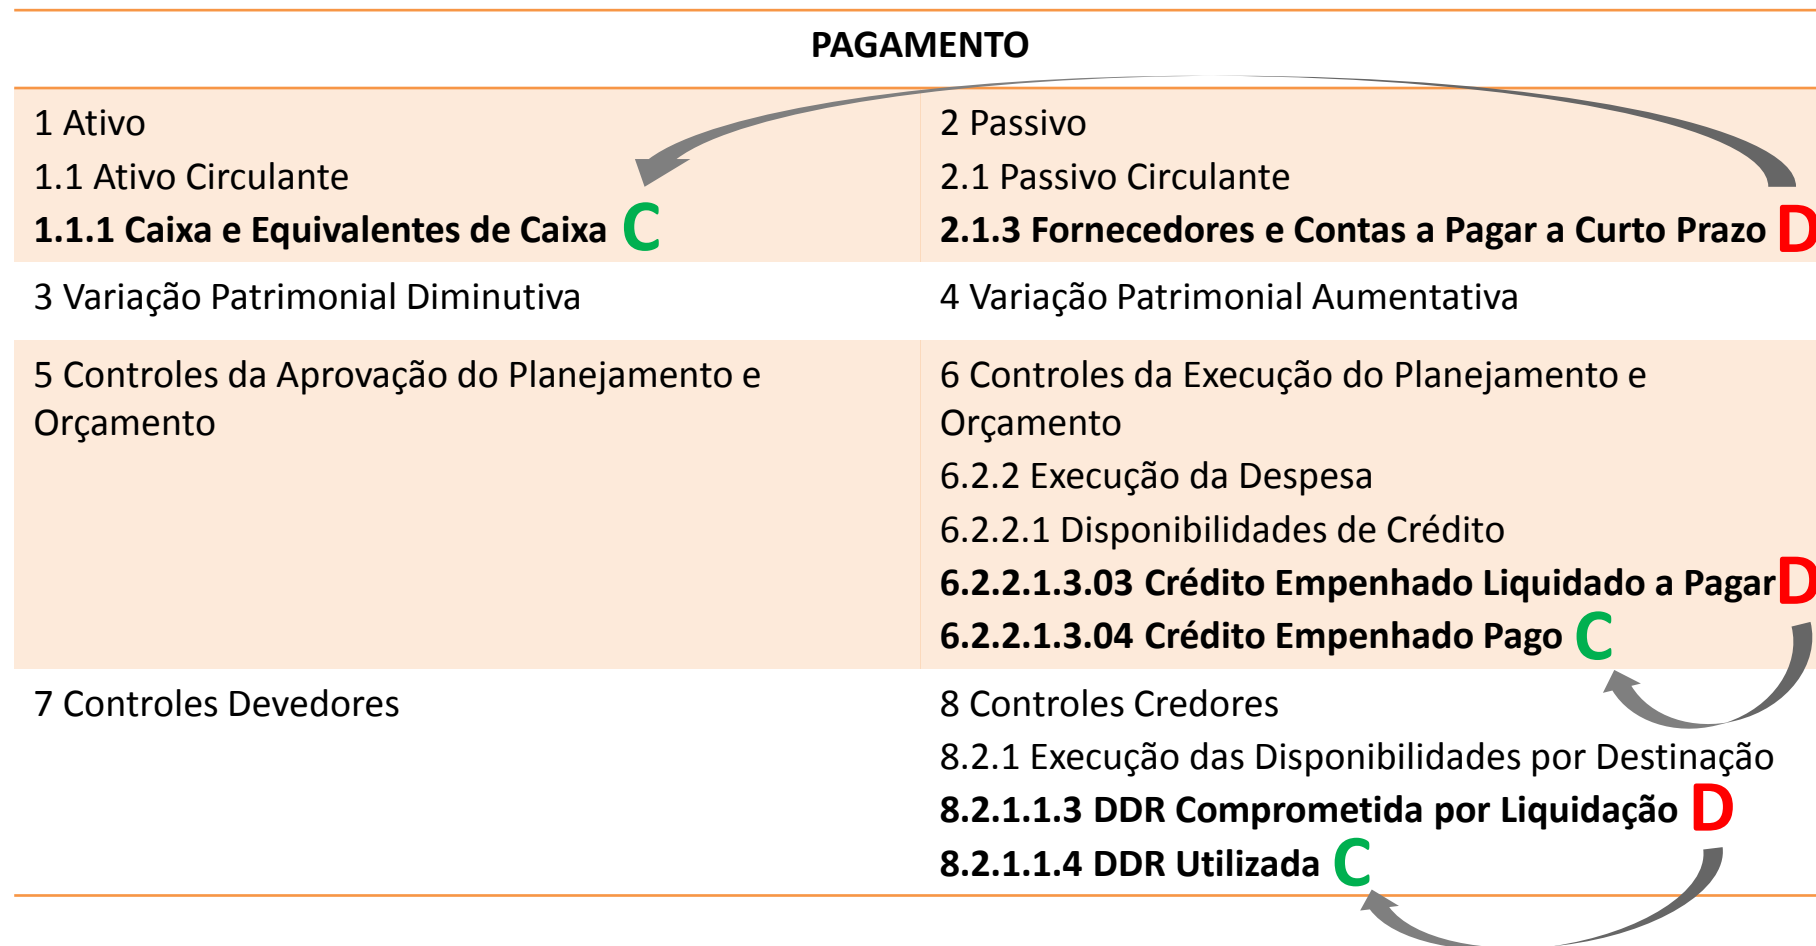 PAGAMENTO
1 Ativo
1.1 Ativo Circulante
1.1.1 Caixa e Equivalentes de Caixa C
2 Passivo
2.1 Passivo Circulante
2.1.3 Fornecedores e Contas a Pagar a Curto Prazo D
3 Variação Patrimonial Diminutiva
4 Variação Patrimonial Aumentativa
5 Controles da Aprovação do Planejamento e
Orçamento
6 Controles da Execução do Planejamento e
Orçamento
6.2.2 Execução da Despesa
6.2.2.1 Disponibilidades de Crédito
6.2.2.1.3.03 Crédito Empenhado Liquidado a Pagar D
6.2.2.1.3.04 Crédito Empenhado Pago C
7 Controles Devedores
8 Controles Credores
8.2.1 Execução das Disponibilidades por Destinação
8.2.1.1.3 DDR Comprometida por Liquidação D
8.2.1.1.4 DDR Utilizada C